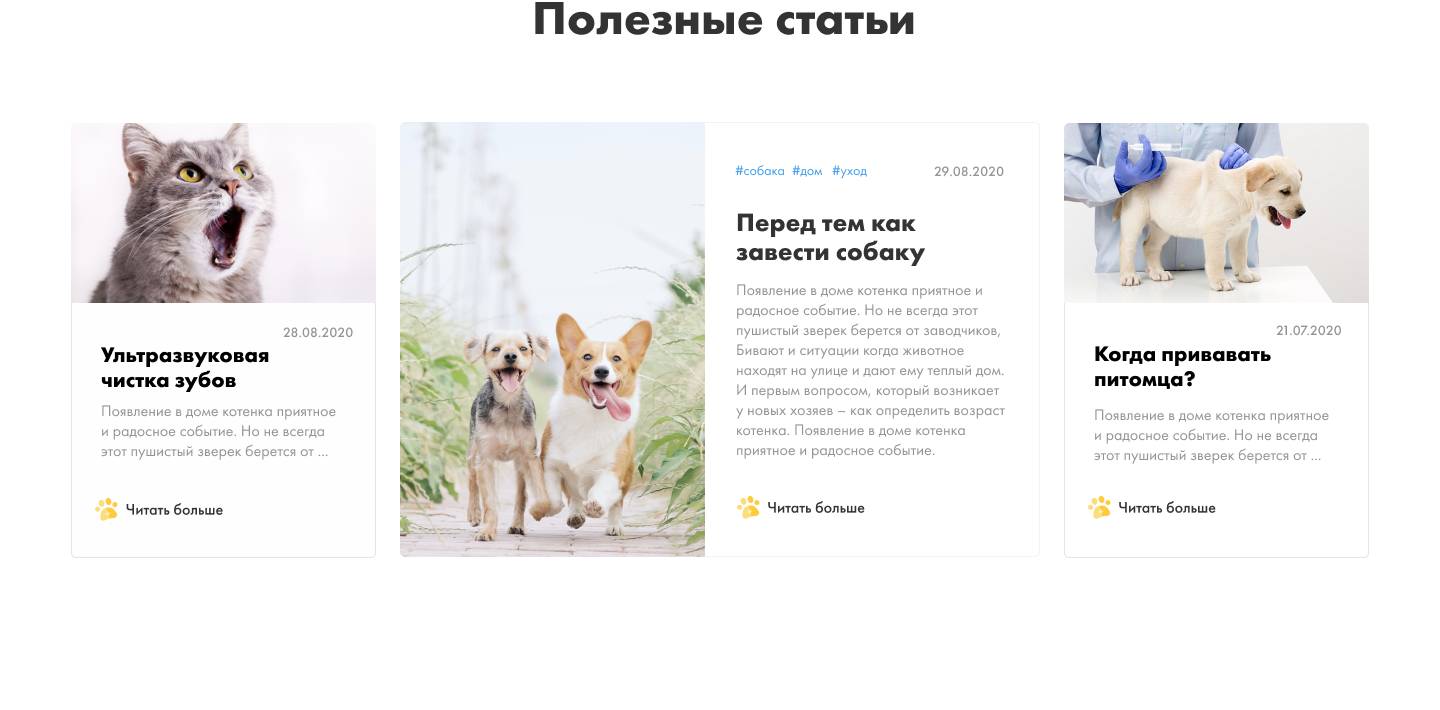 Полезные статьи
28.08.2020
Ультразвуковая
чистка зубов
Появление в доме котенка приятное
и радосное событие. Но не всегда
этот пушистый зверек берется от ...
Читать больше
#собака #дом #уход
29.08.2020
Перед тем как
завести собаку
Появление в доме котенка приятное и
радосное событие. Но не всегда этот
пушистый зверек берется от заводчиков,
Бивают и ситуации когда животное
находят на улице и дают ему теплый дом.
И первым вопросом, который возникает
у новых хозяев – как определить возраст
котенка. Появление в доме котенка
приятное и радосное событие.
Читать больше
21.07.2020
Когда привавать
питомца?
Появление в доме котенка приятное
и радосное событие. Но не всегда
этот пушистый зверек берется от ...
Читать больше